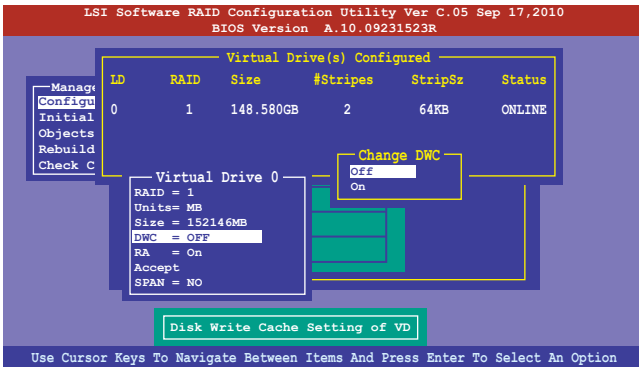 LSI Software RAID Configuration Utility Ver C.05 Sep 17,2010
BIOS Version A.10.09231523R
Virtual Drive(s) Configured
LD RAID Size #Stripes StripSz Status
0 1 148.580GB 2 64KB ONLINE
Manage
Configu
Initial
Objects
Rebuild
Check C
Change DWC
Off
On
Virtual Drive 0
RAID = 1
Units= MB
Size = 152146MB
DWC = OFF
RA = On
Accept
SPAN = NO
Disk Write Cache Setting of VD
Use Cursor Keys To Navigate Between Items And Press Enter To Select An Option